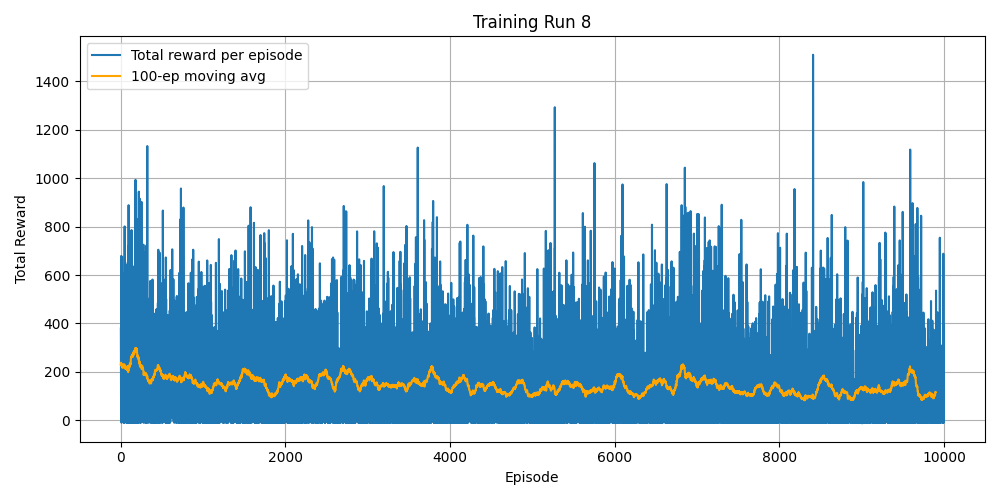 Training Run 8
Total reward per episode
100-ep moving avg
Total Reward
1400
1200
1000
800
600
400
200
0
0 2000 4000 6000 8000 10000
Episode